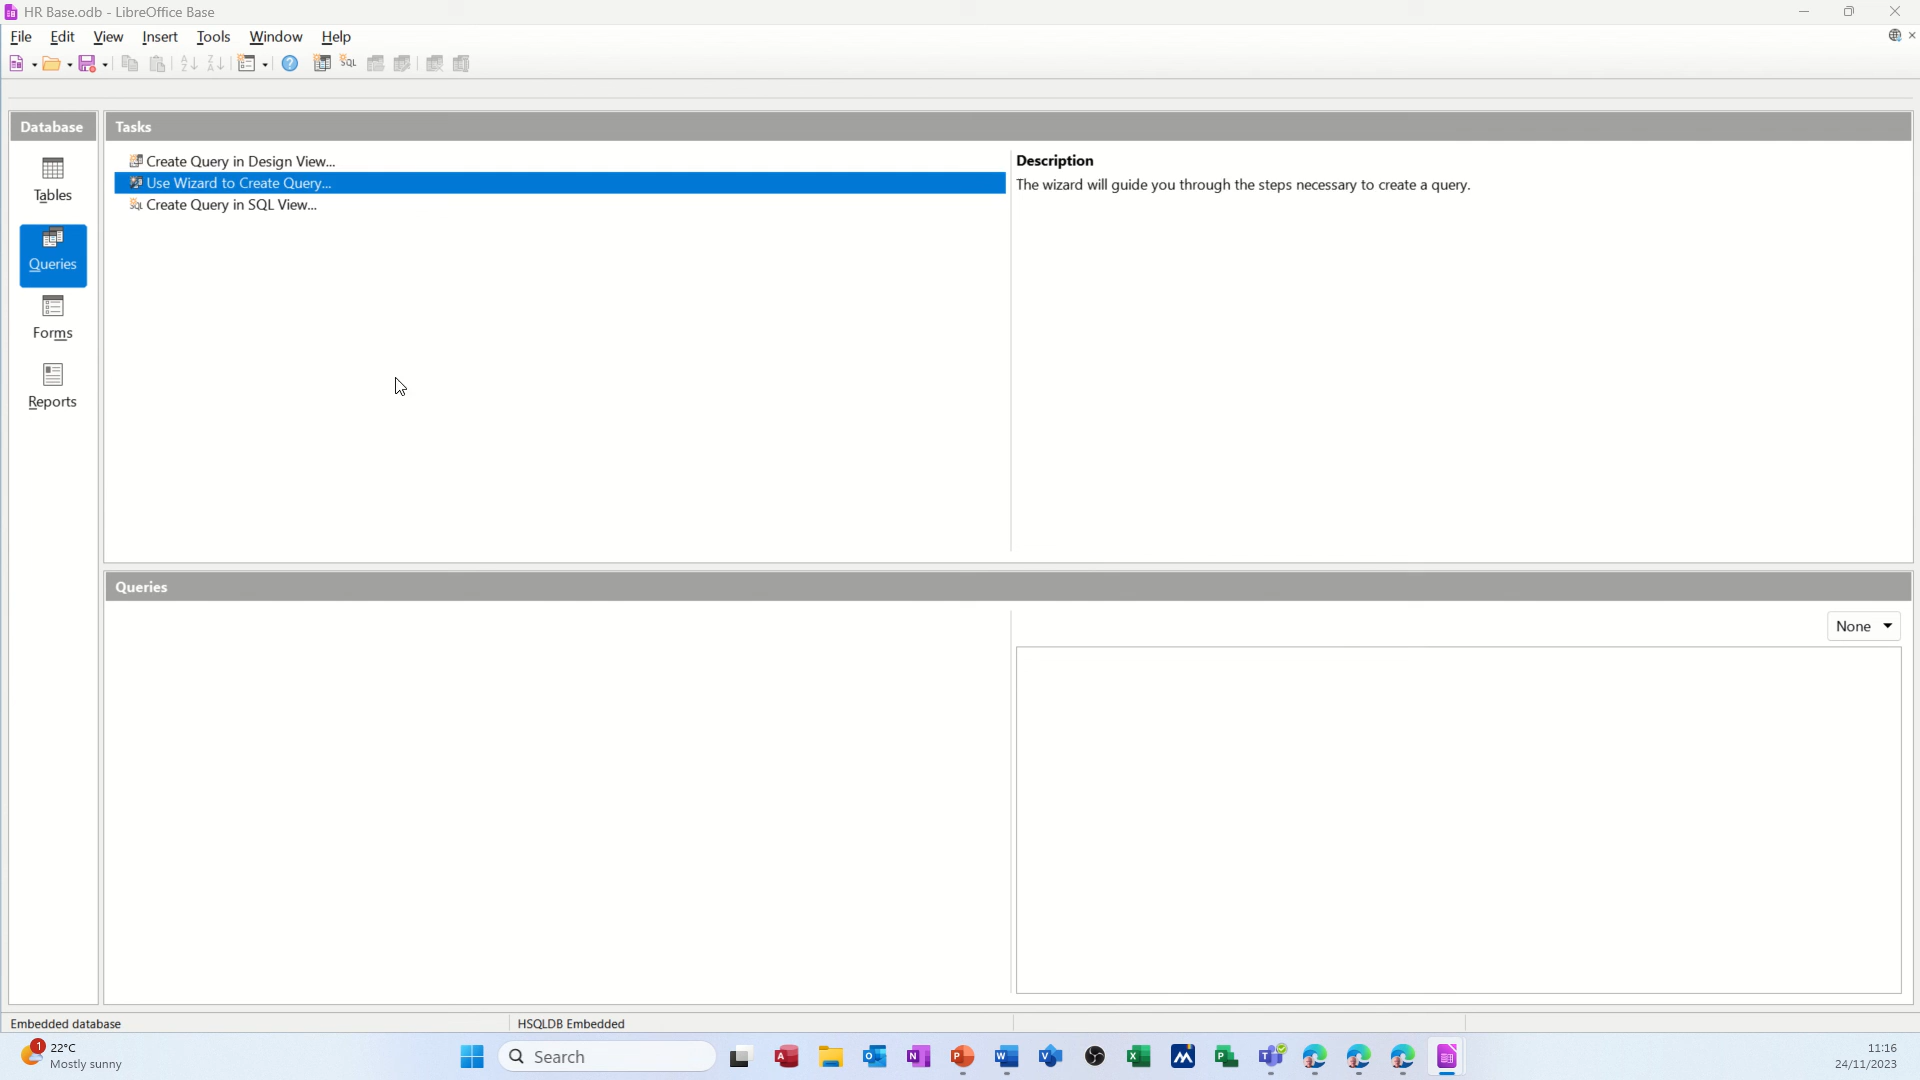 HR Base.odb - LibreOffice Base
File Edit View Insert Tools Window Help
SQL
Database
Tasks
Tables
Queries
Forms
Reports
Create Query in Design View...
Use Wizard to Create Query...
Create Query in SQL View...
Description
The wizard will guide you through the steps necessary to create a query.
Queries
None
Embedded database
HSQLDB Embedded
1
22°C
Mostly sunny
Search
11:16
24/11/2023